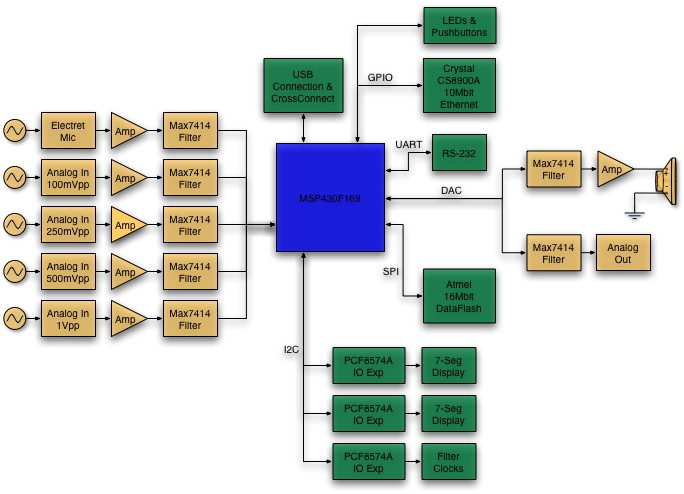 LEDs &
Pushbuttons
USB
Connection &
CrossConnect
GPIO
Crystal
CS8900A
10Mbit
Ethernet
Electret
Mic
Amp
Max7414
Filter
UART
RS-232
Analog In
100mVpp
Amp
Max7414
Filter
MSP430F169
DAC
Max7414
Filter
Amp
Analog In
250mVpp
Amp
Max7414
Filter
Max7414
Filter
Analog
Out
Analog In
500mVpp
Amp
Max7414
Filter
SPI
Atmel
16Mbit
DataFlash
Analog In
1Vpp
Amp
Max7414
Filter
I2C
PCF8574A
IO Exp
7-Seg
Display
PCF8574A
IO Exp
7-Seg
Display
PCF8574A
IO Exp
Filter
Clocks